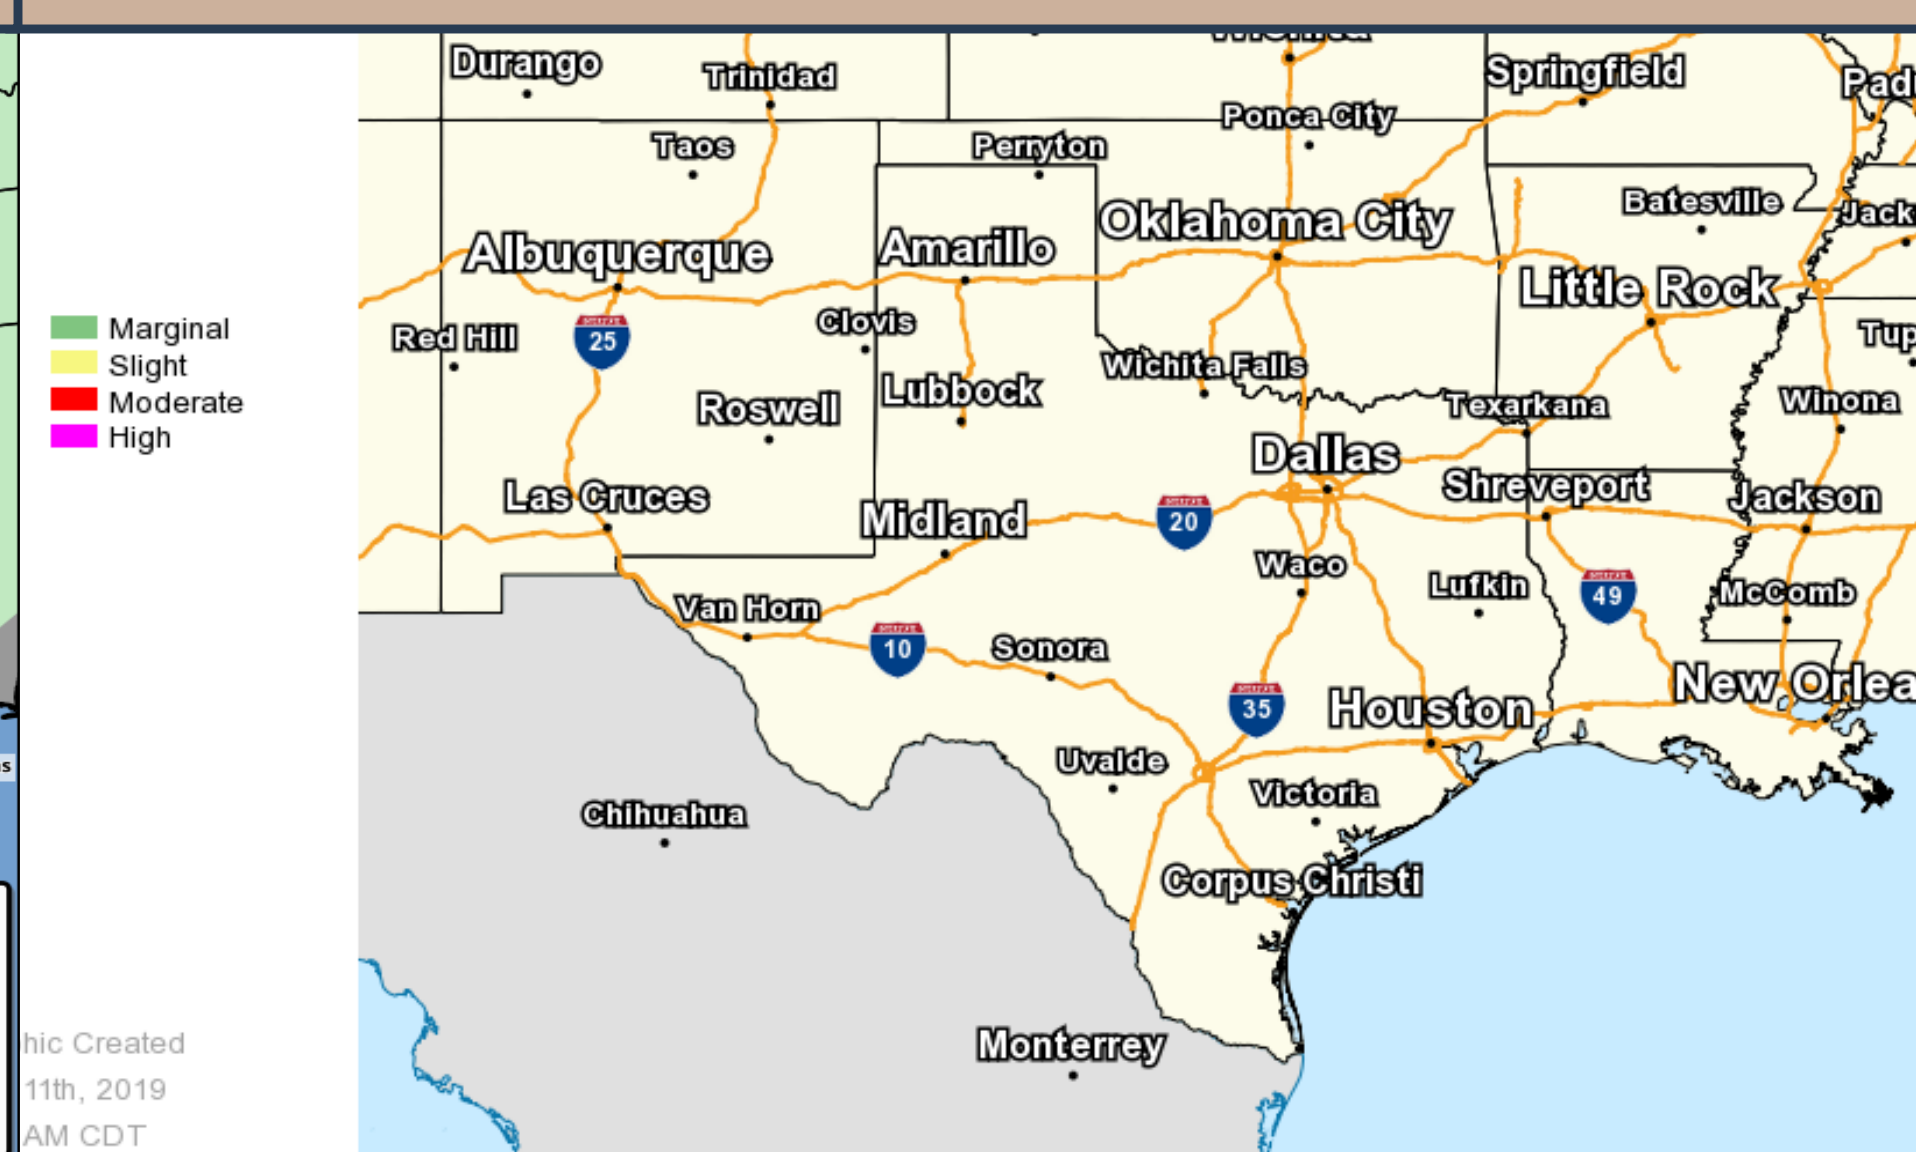 Durango
Trinidad
Springfield
Ponca City
Taos
Perryton
Batesville
Oklahoma City
Albuquerque
Amarillo
Little Rock
Red Hill
25
Clovis
Marginal
Slight
Moderate
High
Wichita Falls
Lubbock
Roswell
Texarkana
Winona
Dallas
Las Cruces
Shreveport
Jackson
Midland
20
Waco
Lufkin
49
McComb
Van Horn
10
Sonora
New Orlea
35
Houston
Uvalde
Victoria
Chihuahua
Corpus Christi
Monterrey
hic Created
11th, 2019
AM CDT